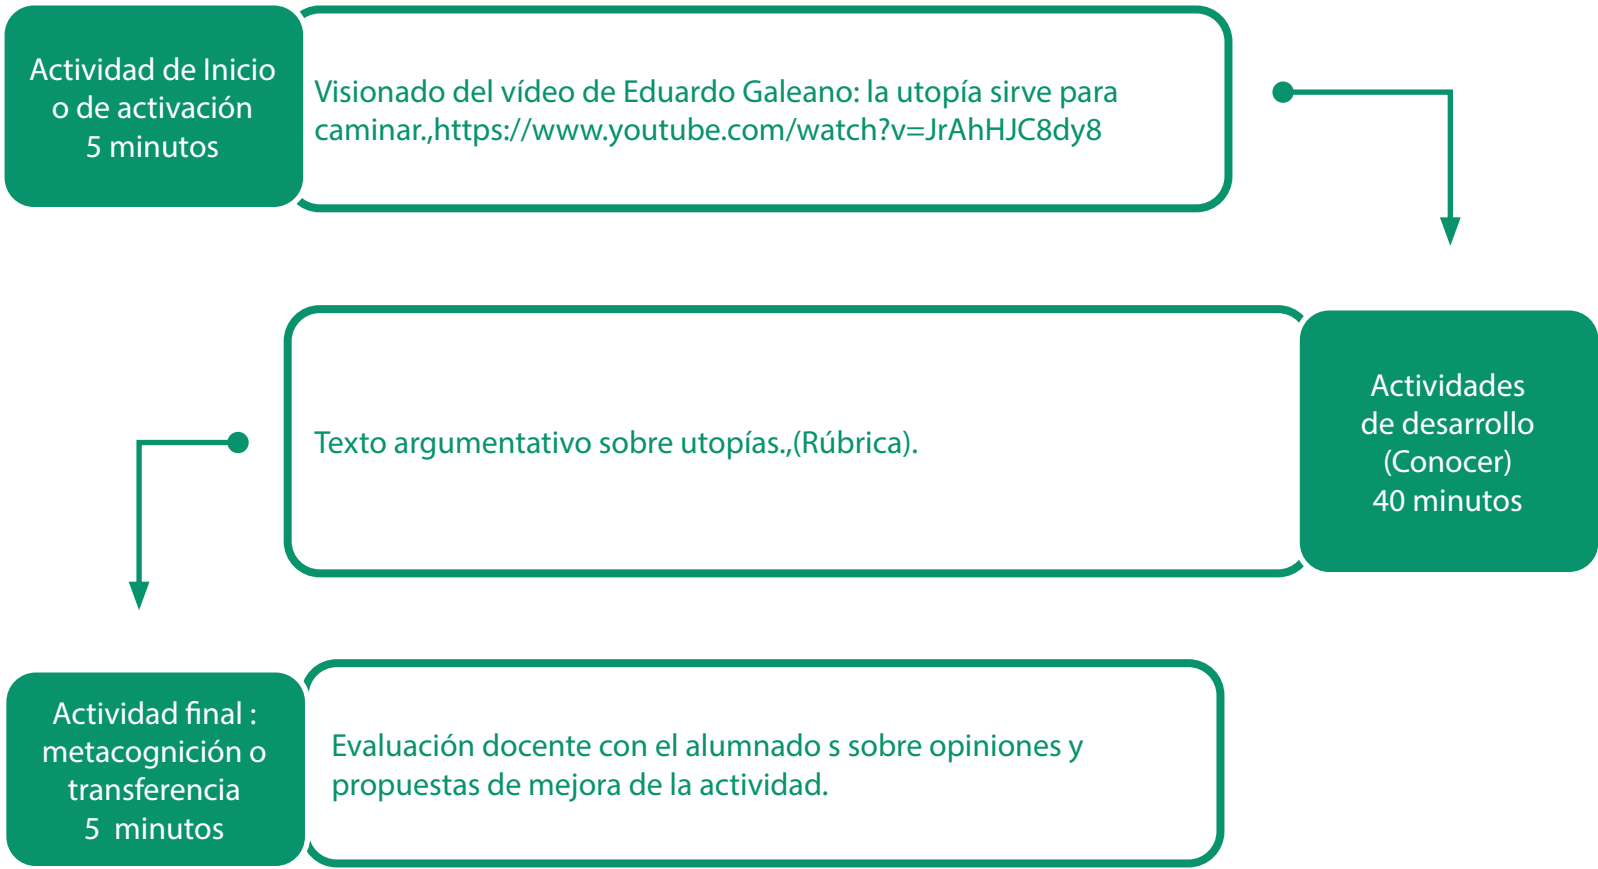 Actividad de Inicio
o de activación
5 minutos
Visionado del vídeo de Eduardo Galeano: la utopía sirve para
caminar.,https://www.youtube.com/watch?v=JrAhHJC8dy8
Texto argumentativo sobre utopías.,(Rúbrica).
Actividades
de desarrollo
(Conocer)
40 minutos
Actividad final :
metacognición o
transferencia
5 minutos
Evaluación docente con el alumnado s sobre opiniones y
propuestas de mejora de la actividad.